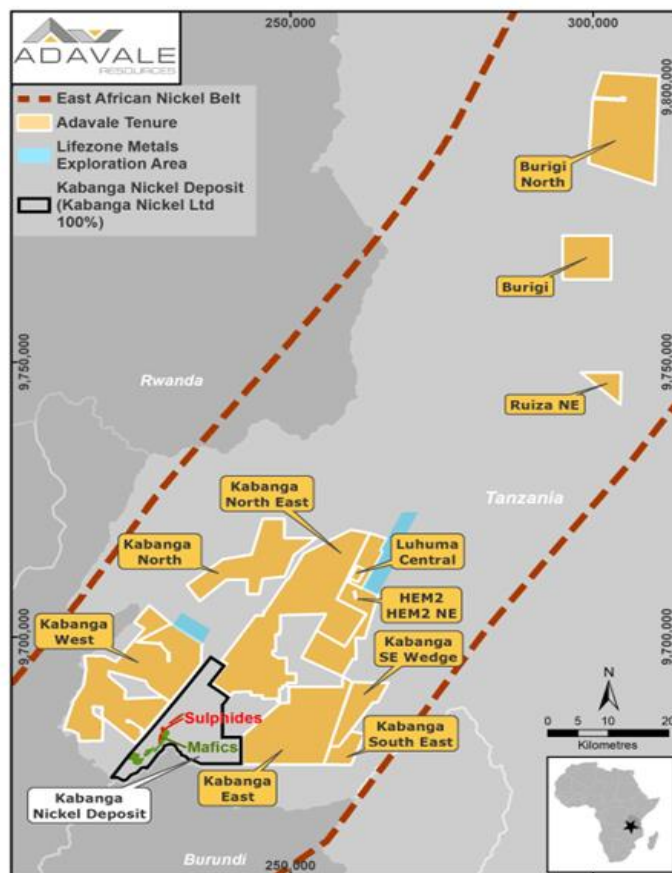 250,000
300,000
ADAVALE
RESOURCES
East African Nickel Belt
Adavale Tenure
Lifezone Metals
Exploration Area
Kabanga Nickel Deposit
(Kabanga Nickel Ltd
100%)
9,800,000
Burigi
North
Burigi
9,750,000
9,750,000
Rwanda
Ruiza NE
Kabanga
North East
Tanzania
Kabanga
North
Luhuma
Central
HEM2
HEM2 NE
Kabanga
West
9,700,000
9,700,000
Kabanga
SE Wedge
N
Sulphides
Kabanga
South East
Mafics
0
5
10
Kilometres
Kabanga
East
Kabanga
Nickel Deposit
Burundi
250,000